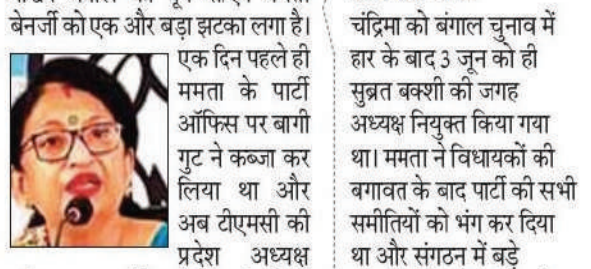 बेनर्जी को एक और बड़ा झटका लगा है।
एक दिन पहले ही
ममता के पार्टी
ऑफिस पर बागी
गुट ने कब्जा कर
लिया था और
अब टीएमसी की
प्रदेश अध्यक्ष
चंद्रिमा को बंगाल चुनाव में
हार के बाद 3 जून को ही
सुब्रत बक्शी की जगह
अध्यक्ष नियुक्त किया गया
था। ममता ने विधायकों की
बगावत के बाद पार्टी की सभी
समीतियों को भंग कर दिया
था और संगठन में बड़े